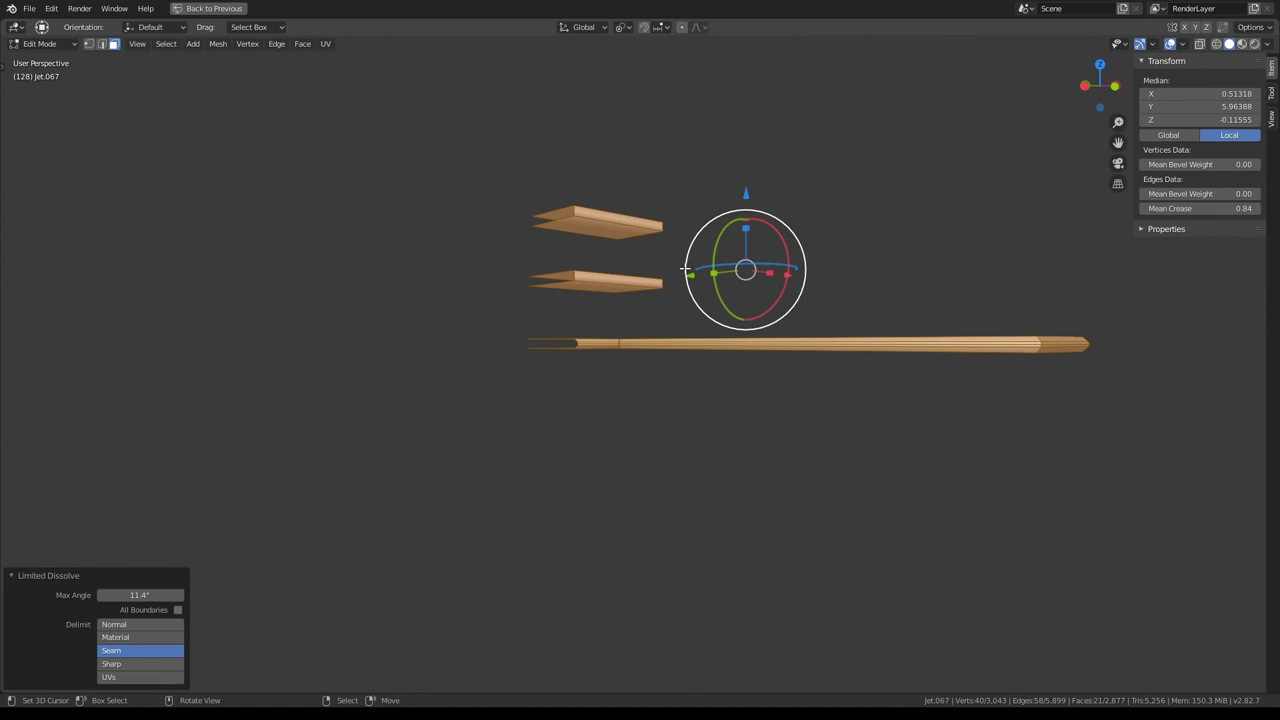 File Edit Render Window Help Back to Previous Scene RenderLayer
Orientation: Default Drag: Select Box Global X Y Z Options
Edit Mode View Select Add Mesh Vertex Edge Face UV
User Perspective
(128) Jet.067
Transform
Median:
X 0.51318
Y 5.96388
Z -0.11555
Global Local
Vertices Data:
Mean Bevel Weight 0.00
Edges Data:
Mean Bevel Weight 0.00
Mean Crease 0.84
Properties
Item
Tool
View
Z
Limited Dissolve
Max Angle 11.4°
All Boundaries
Delimit Normal
Material
Seam
Sharp
UVs
Set 3D Cursor Box Select Rotate View Select Move Jet.067 | Verts:40/3,043 | Edges:58/5,899 | Faces:21/2,877 | Tris:5,256 | Mem: 150.3 MiB | v2.82.7